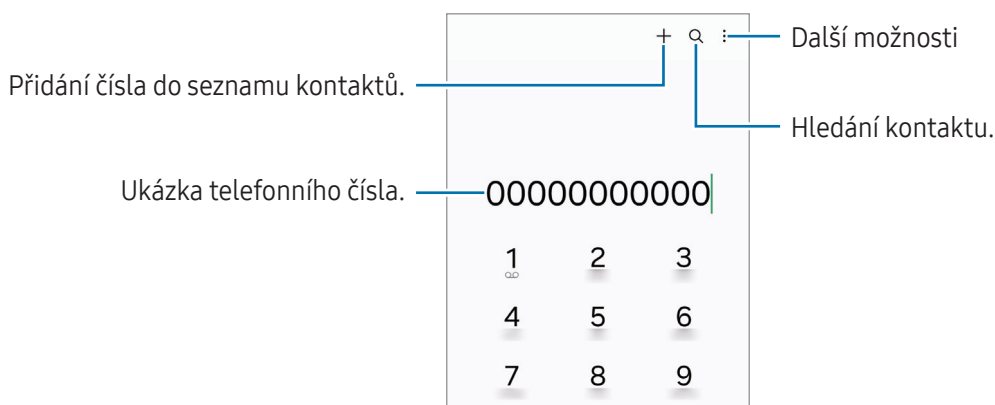 Další možnosti
Přidání čísla do seznamu kontaktů.
Hledání kontaktu.
Ukázka telefonního čísla.
00000000000
1 2 3
4 5 6
7 8 9